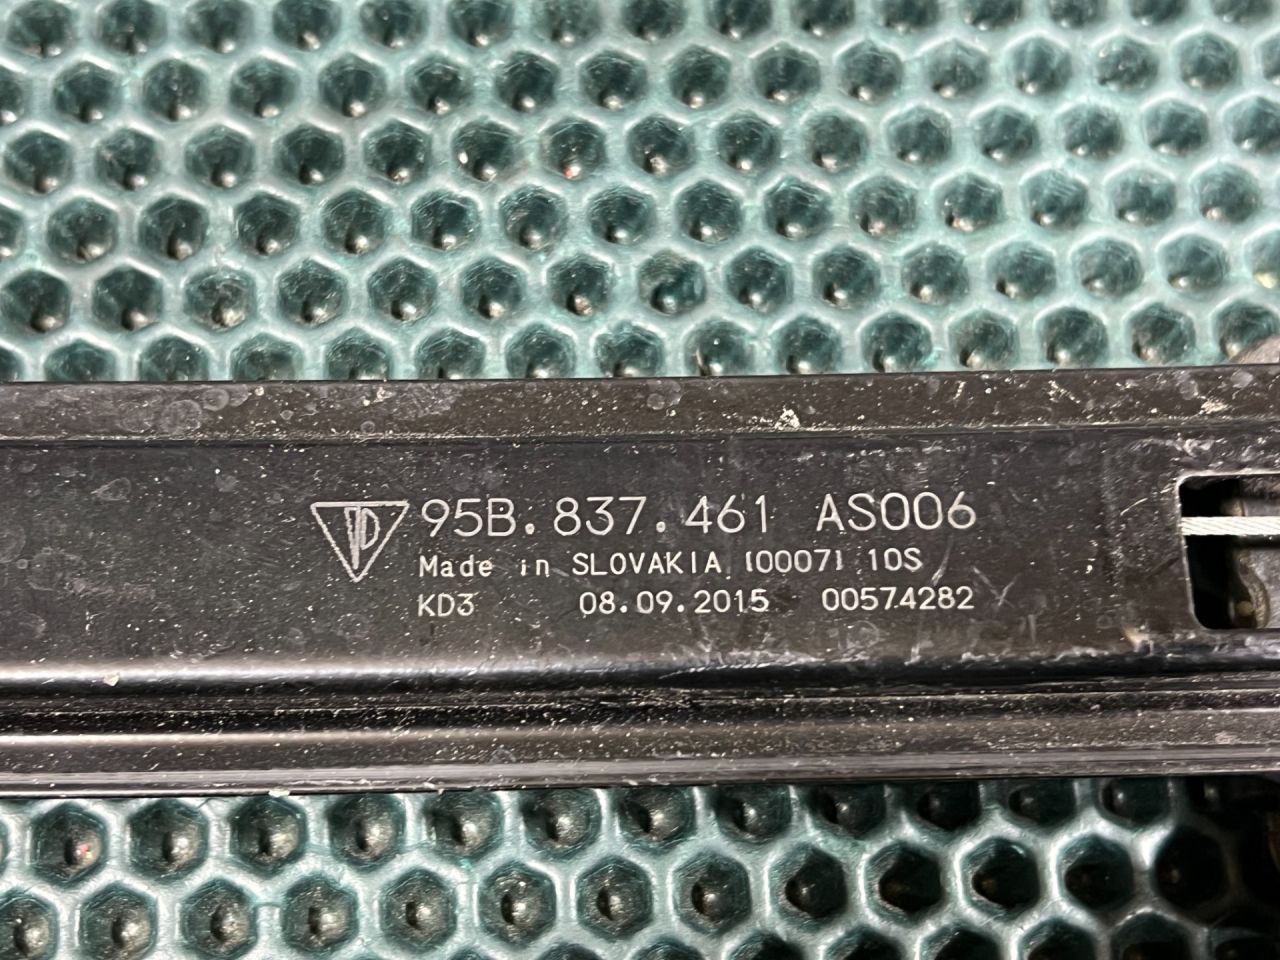 95B.837.461 AS006
Made in SLOVAKIA (0007) 10S
KD3 08.09.2015 00574282